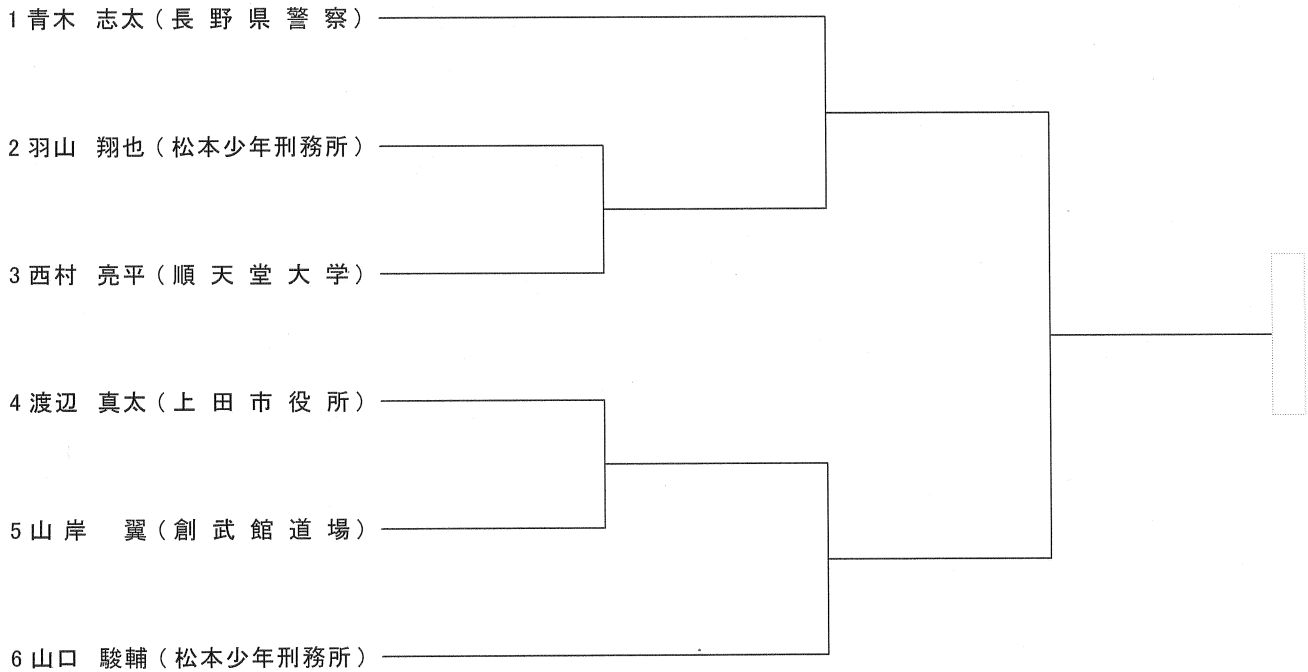 1 青木 志太（長野県警察）
2 羽山 翔也（松本少年刑務所）
3 西村 亮平（順天堂大学）
4 渡辺 真太（上田市役所）
5 山岸 翼（創武館道場）
6 山口 駿輔（松本少年刑務所）